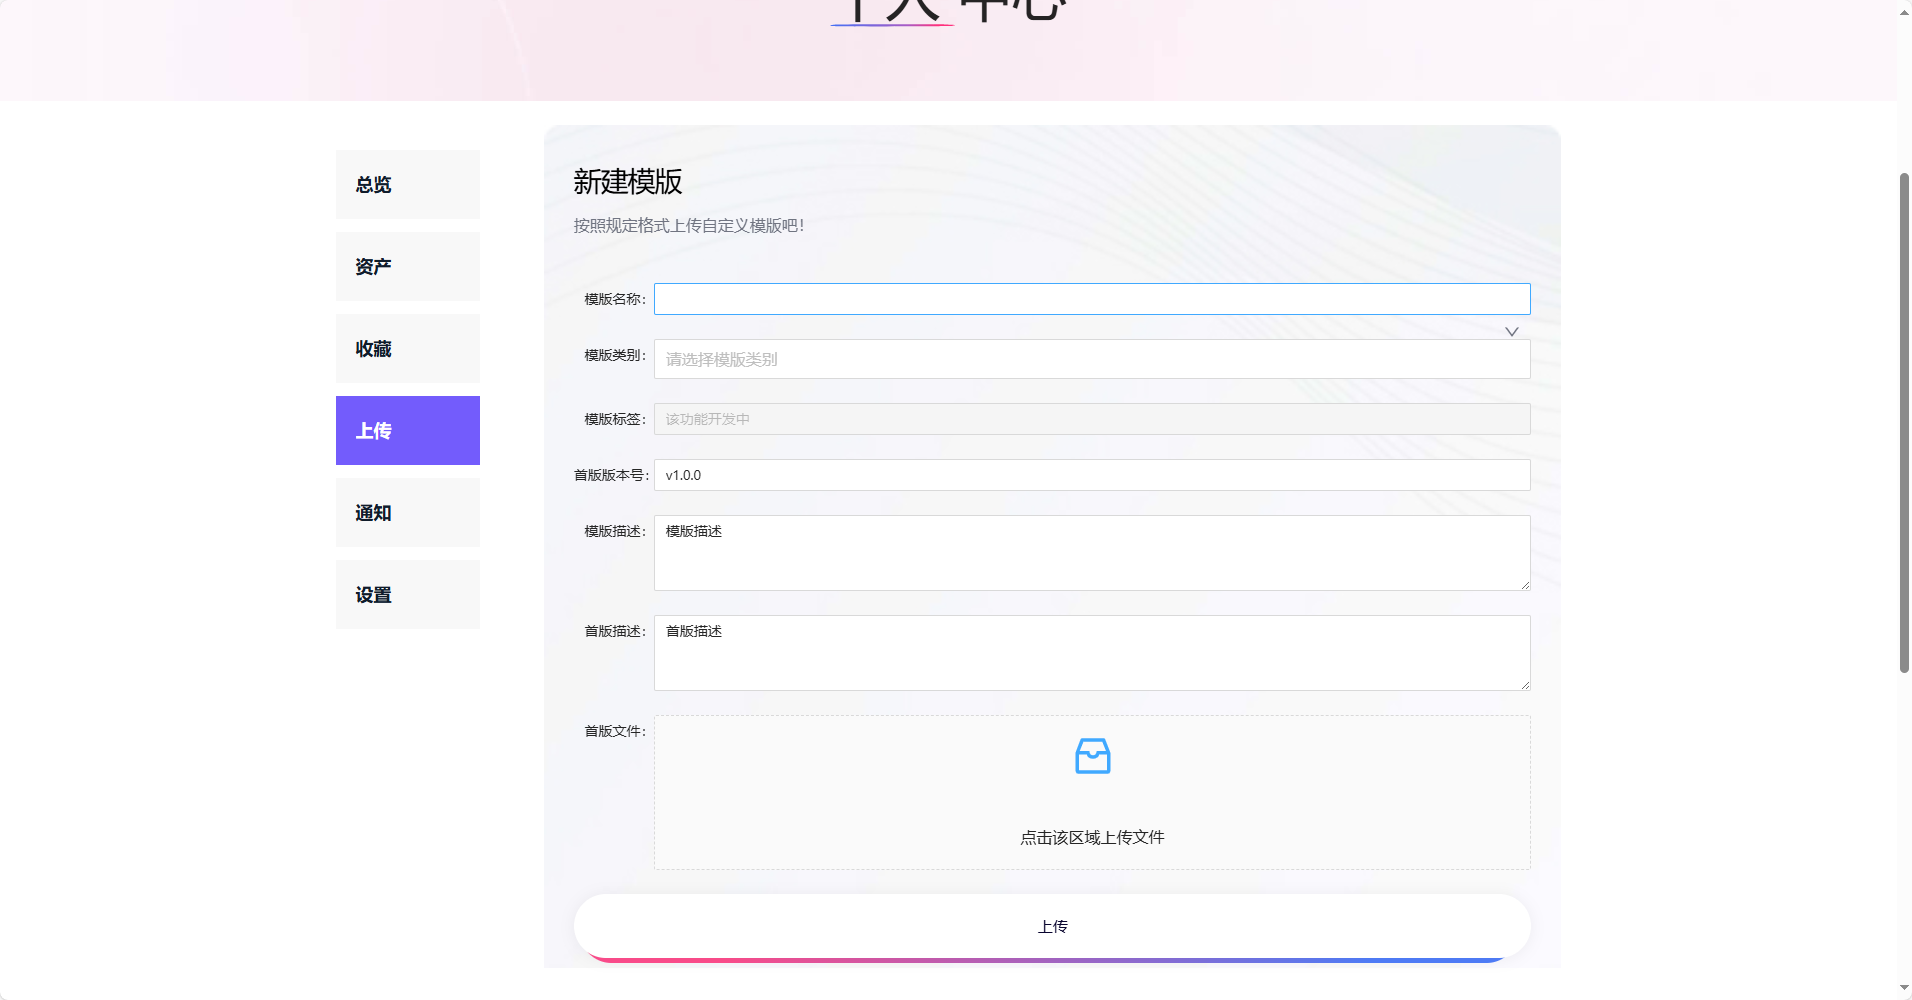 个人 中心
总览
资产
收藏
上传
通知
设置
新建模版
按照规定格式上传自定义模版吧！
模版名称：
模版类别： 请选择模版类别
模版标签： 该功能开发中
首版版本号： v1.0.0
模版描述： 模版描述
首版描述： 首版描述
首版文件：
点击该区域上传文件
上传